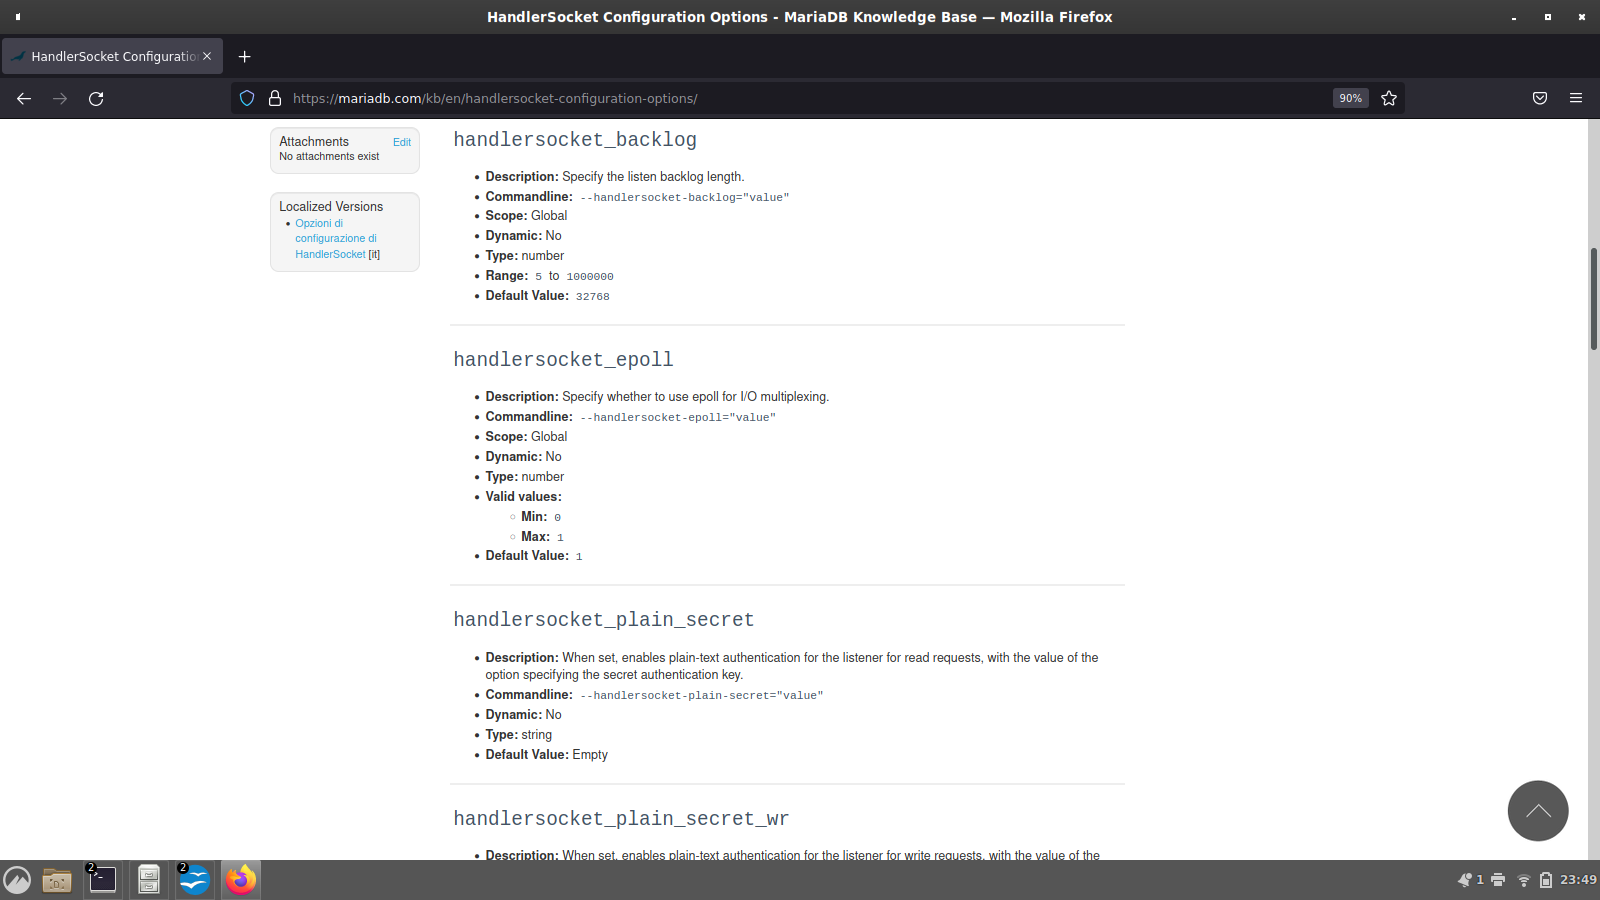 HandlerSocket Configuration Options - MariaDB Knowledge Base — Mozilla Firefox
HandlerSocket Configuratio
https://mariadb.com/kb/en/handlersocket-configuration-options/
90%
Attachments Edit
No attachments exist
Localized Versions
Opzioni di
configurazione di
HandlerSocket [it]
handlersocket_backlog
Description: Specify the listen backlog length.
Commandline: --handlersocket-backlog="value"
Scope: Global
Dynamic: No
Type: number
Range: 5 to 1000000
Default Value: 32768
handlersocket_epoll
Description: Specify whether to use epoll for I/O multiplexing.
Commandline: --handlersocket-epoll="value"
Scope: Global
Dynamic: No
Type: number
Valid values:
Min: 0
Max: 1
Default Value: 1
handlersocket_plain_secret
Description: When set, enables plain-text authentication for the listener for read requests, with the value of the
option specifying the secret authentication key.
Commandline: --handlersocket-plain-secret="value"
Dynamic: No
Type: string
Default Value: Empty
handlersocket_plain_secret_wr
Description: When set, enables plain-text authentication for the listener for write requests, with the value of the
2
2
1
23:49